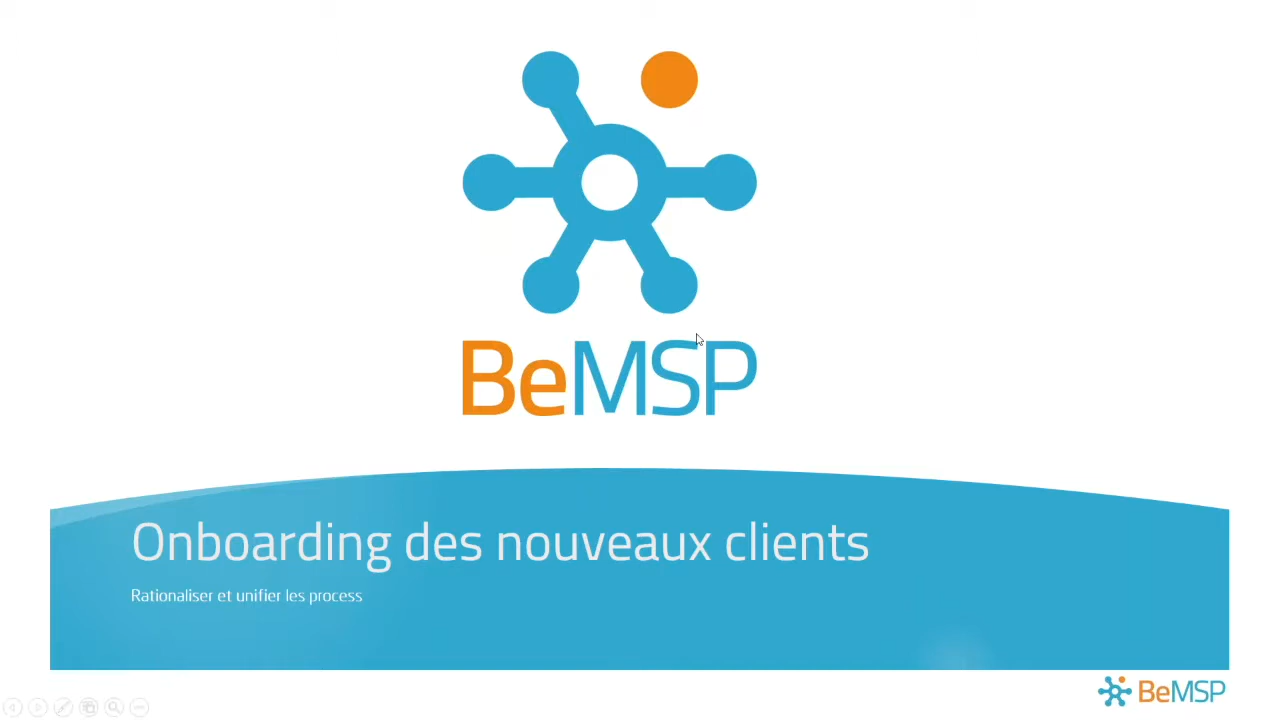 BeMSP
Onboarding des nouveaux clients
Rationaliser et unifier les process
BeMSP